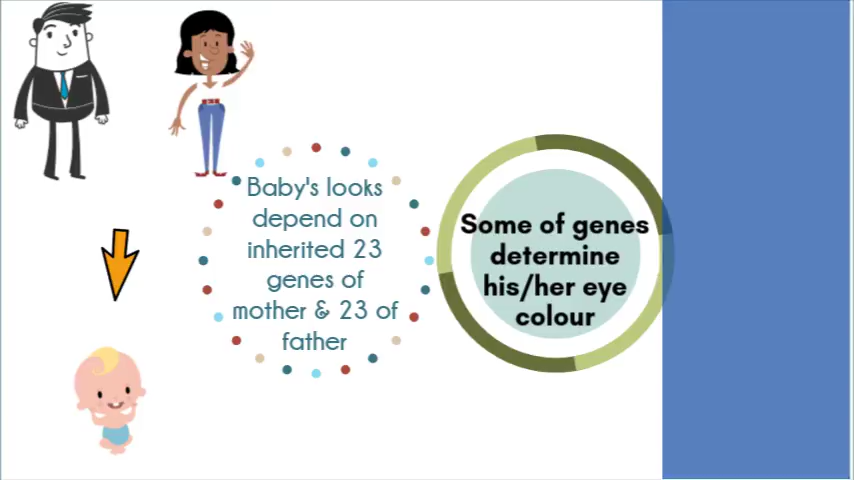 Baby's looks
depend on
inherited 23
genes of
mother & 23 of
father
Some of genes
determine
his/her eye
colour